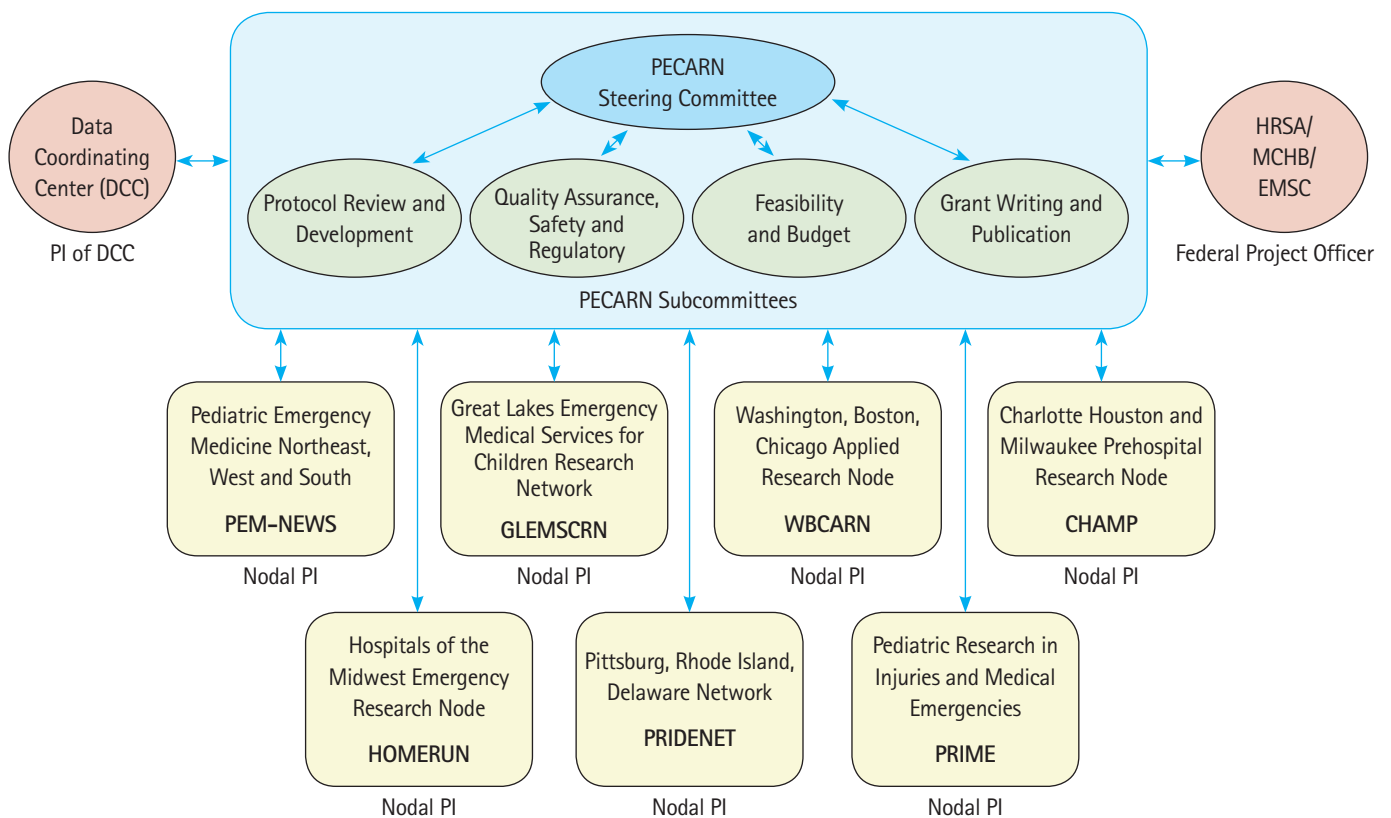 PECARN
Steering Committee
Data
Coordinating
Center (DCC)
PI of DCC
HRSA/
MCHB/
EMSC
Federal Project Officer
Protocol Review and
Development
Quality Assurance,
Safety and
Regulatory
Feasibility
and Budget
Grant Writing and
Publication
PECARN Subcommittees
Pediatric Emergency
Medicine Northeast,
West and South
PEM-NEWS
Nodal PI
Great Lakes Emergency
Medical Services for
Children Research
Network
GLEMSCRN
Nodal PI
Washington, Boston,
Chicago Applied
Research Node
WBCARN
Nodal PI
Charlotte Houston and
Milwaukee Prehospital
Research Node
CHAMP
Nodal PI
Hospitals of the
Midwest Emergency
Research Node
HOMERUN
Nodal PI
Pittsburg, Rhode Island,
Delaware Network
PRIDENET
Nodal PI
Pediatric Research in
Injuries and Medical
Emergencies
PRIME
Nodal PI